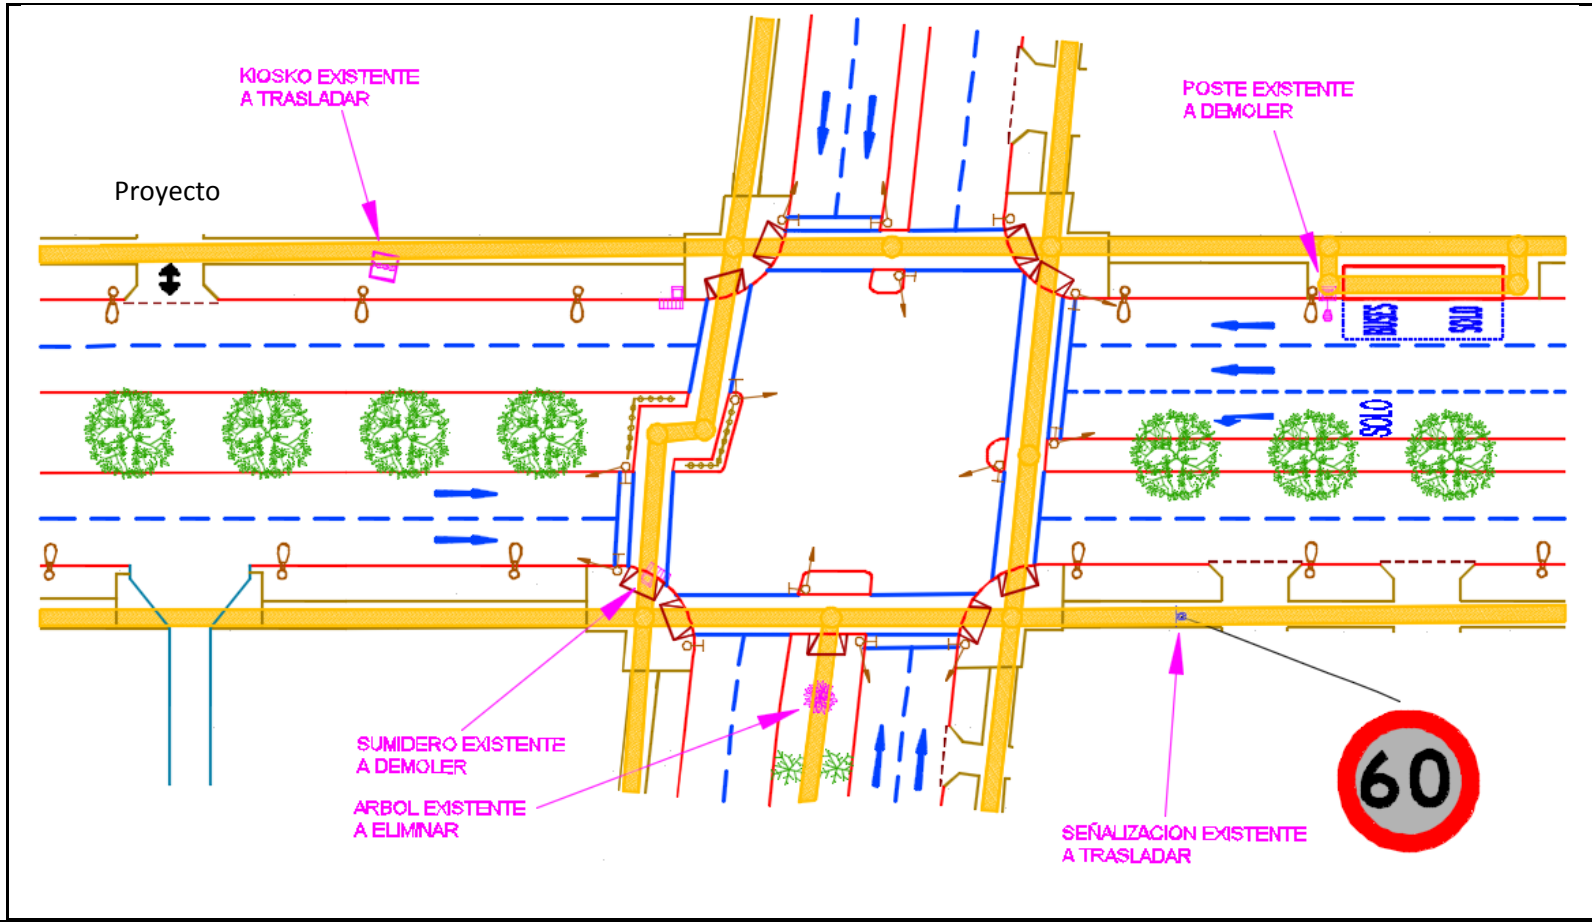 KIOSKO EXISTENTE
A TRASLADAR
POSTE EXISTENTE
A DEMOLER
Proyecto
BUSES
SOLO
SOLO
SUMIDERO EXISTENTE
A DEMOLER
ARBOL EXISTENTE
A ELIMINAR
SEÑALIZACION EXISTENTE
A TRASLADAR
60